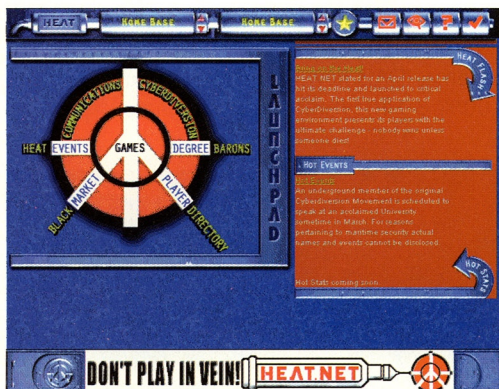 HEAT
HOME BASE
HOME BASE
COMMUNICATIONS
CYBERDIVERSION
HEAT
EVENTS
GAMES
DEGREE
BARONS
BLACK
MARKET
PLAYER
DIRECTORY
LAUNCHPAD
HEAT FLASH
HEAT NET slated for an April release has
hit its deadline and launched to critical
acclaim. The first true application of
CyberDiversion, this new gaming
environment presents its players with the
ultimate challenge - nobody wins unless
someone dies!
HOT EVENTS
An underground member of the original
Cyberdiversion Movement is scheduled to
speak at an acclaimed University
sometime in March. For reasons
pertaining to maritime security actual
names and events cannot be disclosed.
HOT STATS
Hot Stats coming soon.
DON'T PLAY IN VEIN!
HEAT.NET